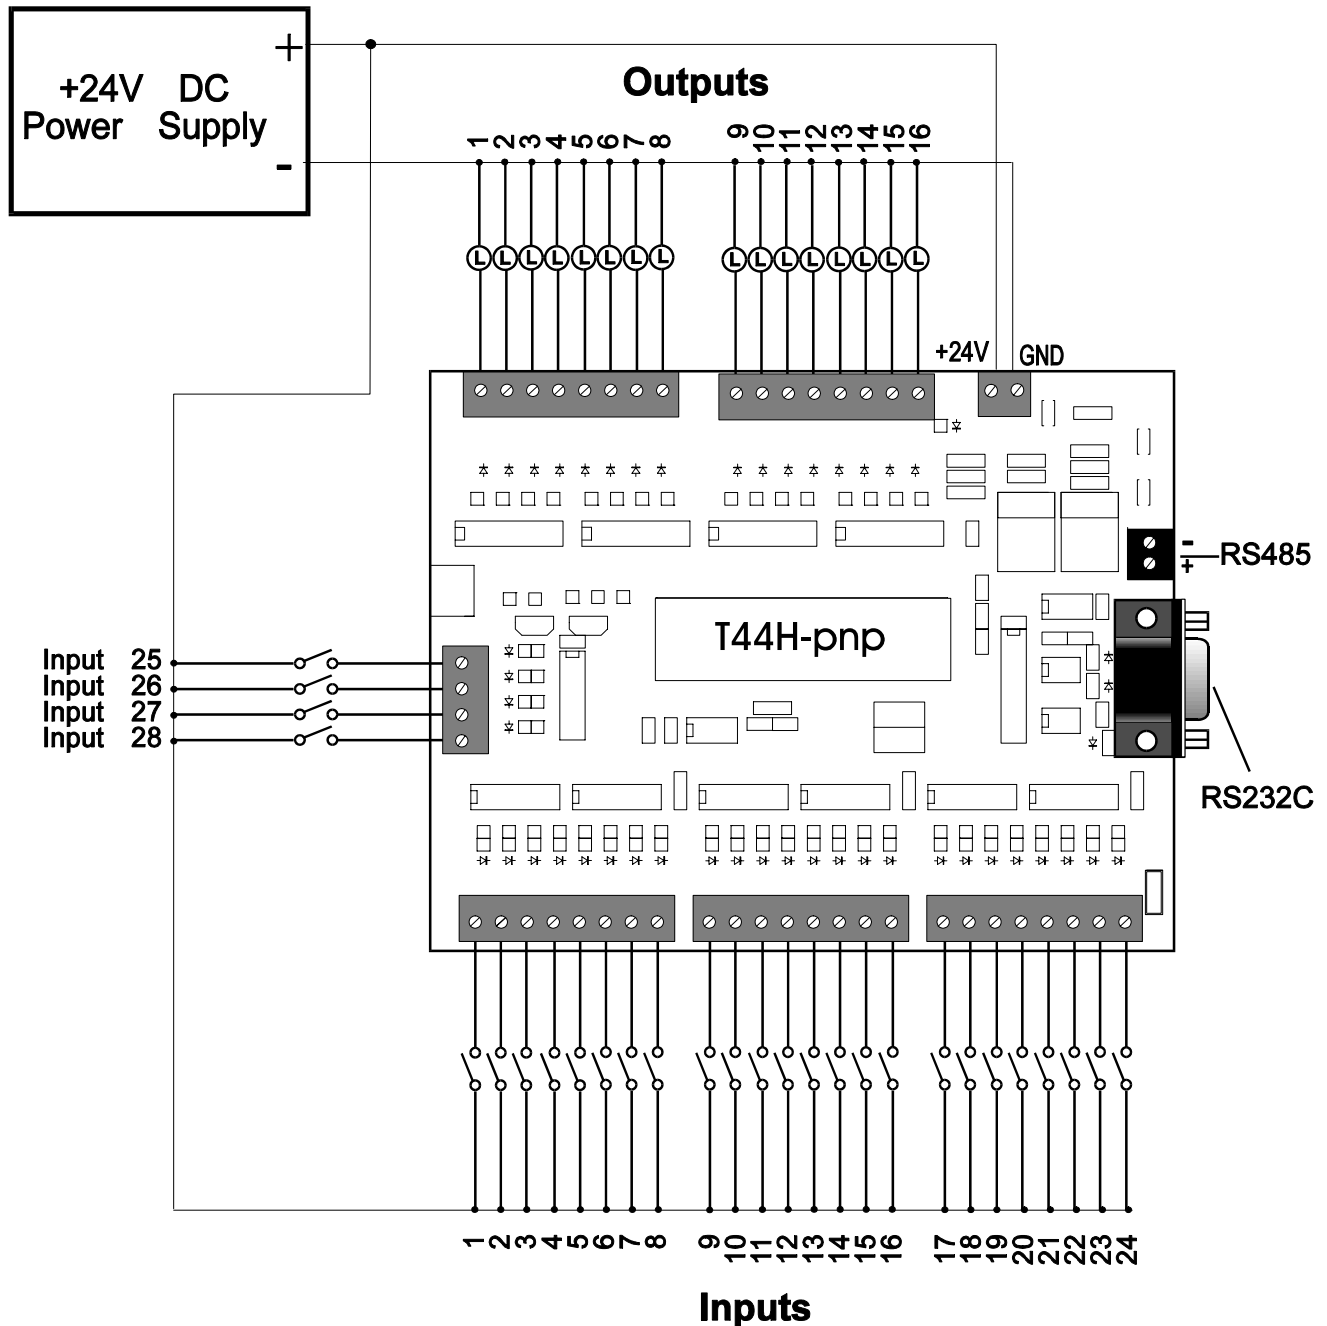 +
+24V DC
Power Supply
-
Outputs
1 2 3 4 5 6 7 8
9 10 11 12 13 14 15 16
L L L L L L L L
L L L L L L L L
+24V GND
- 
+
RS485
T44H-pnp
Input 25
Input 26
Input 27
Input 28
RS232C
1 2 3 4 5 6 7 8
9 10 11 12 13 14 15 16
17 18 19 20 21 22 23 24
Inputs